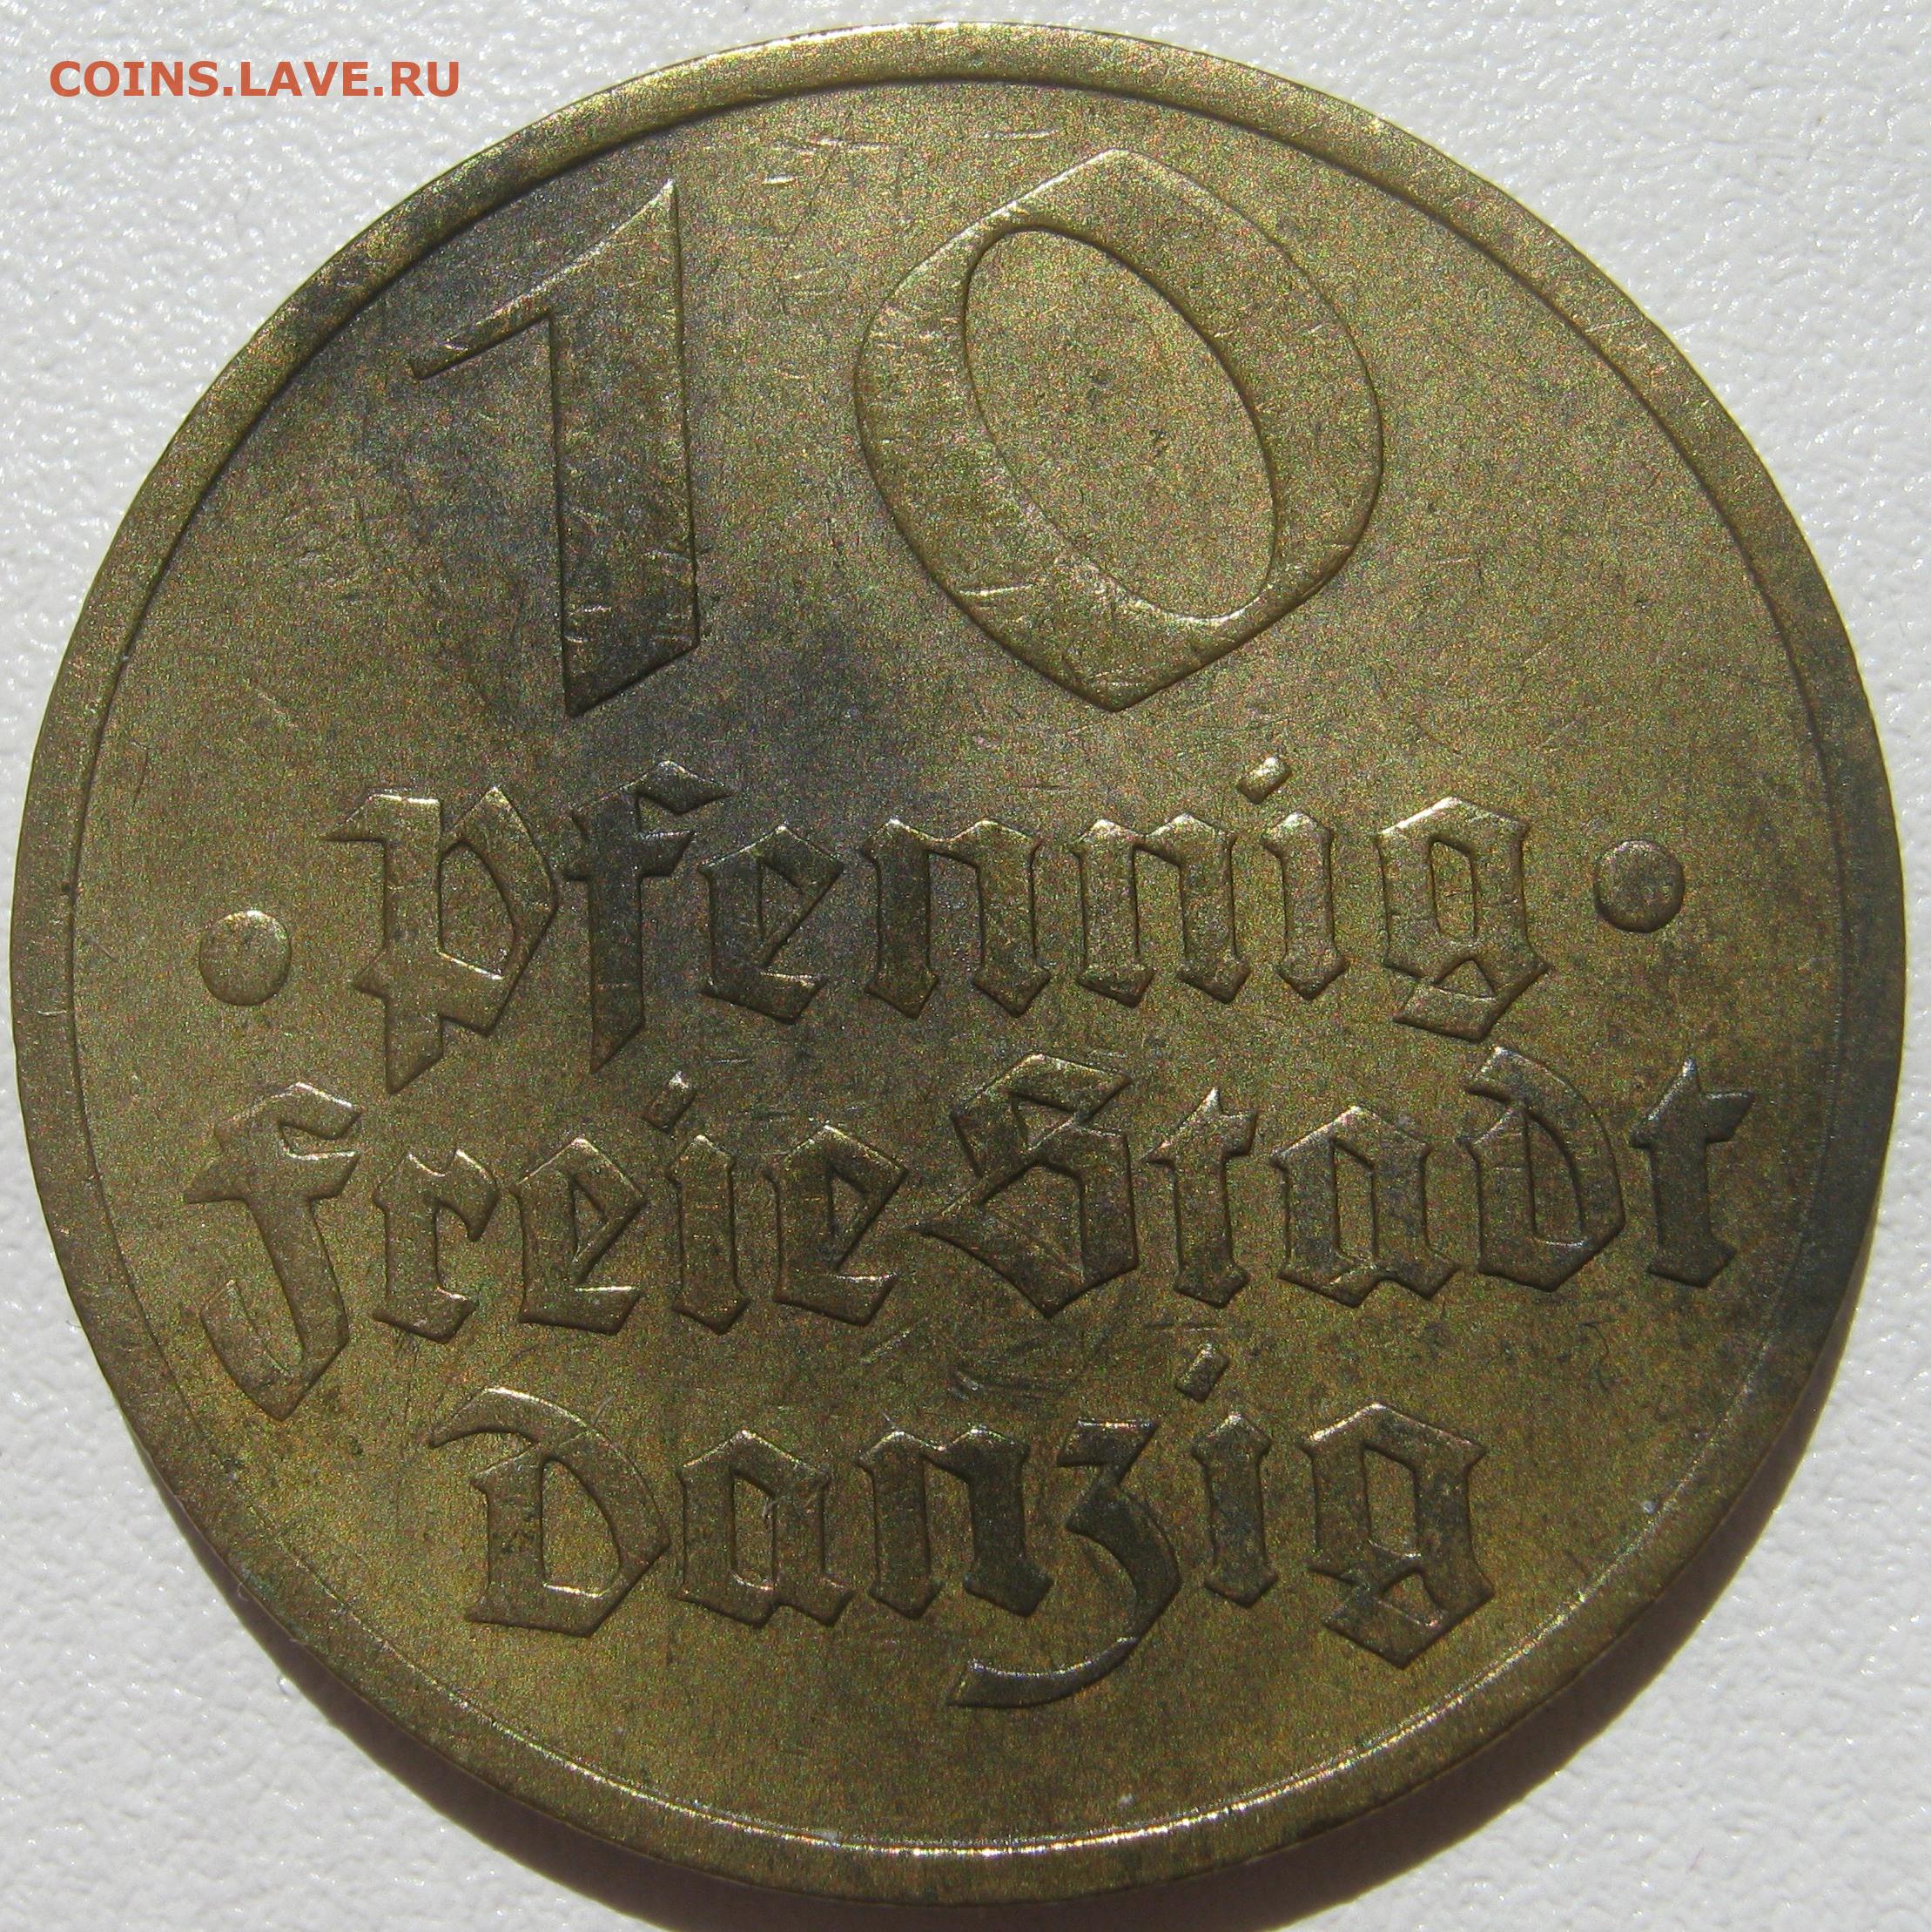 COINS.LAVE.RU
10
• Pfennig •
Freie Stadt
Danzig